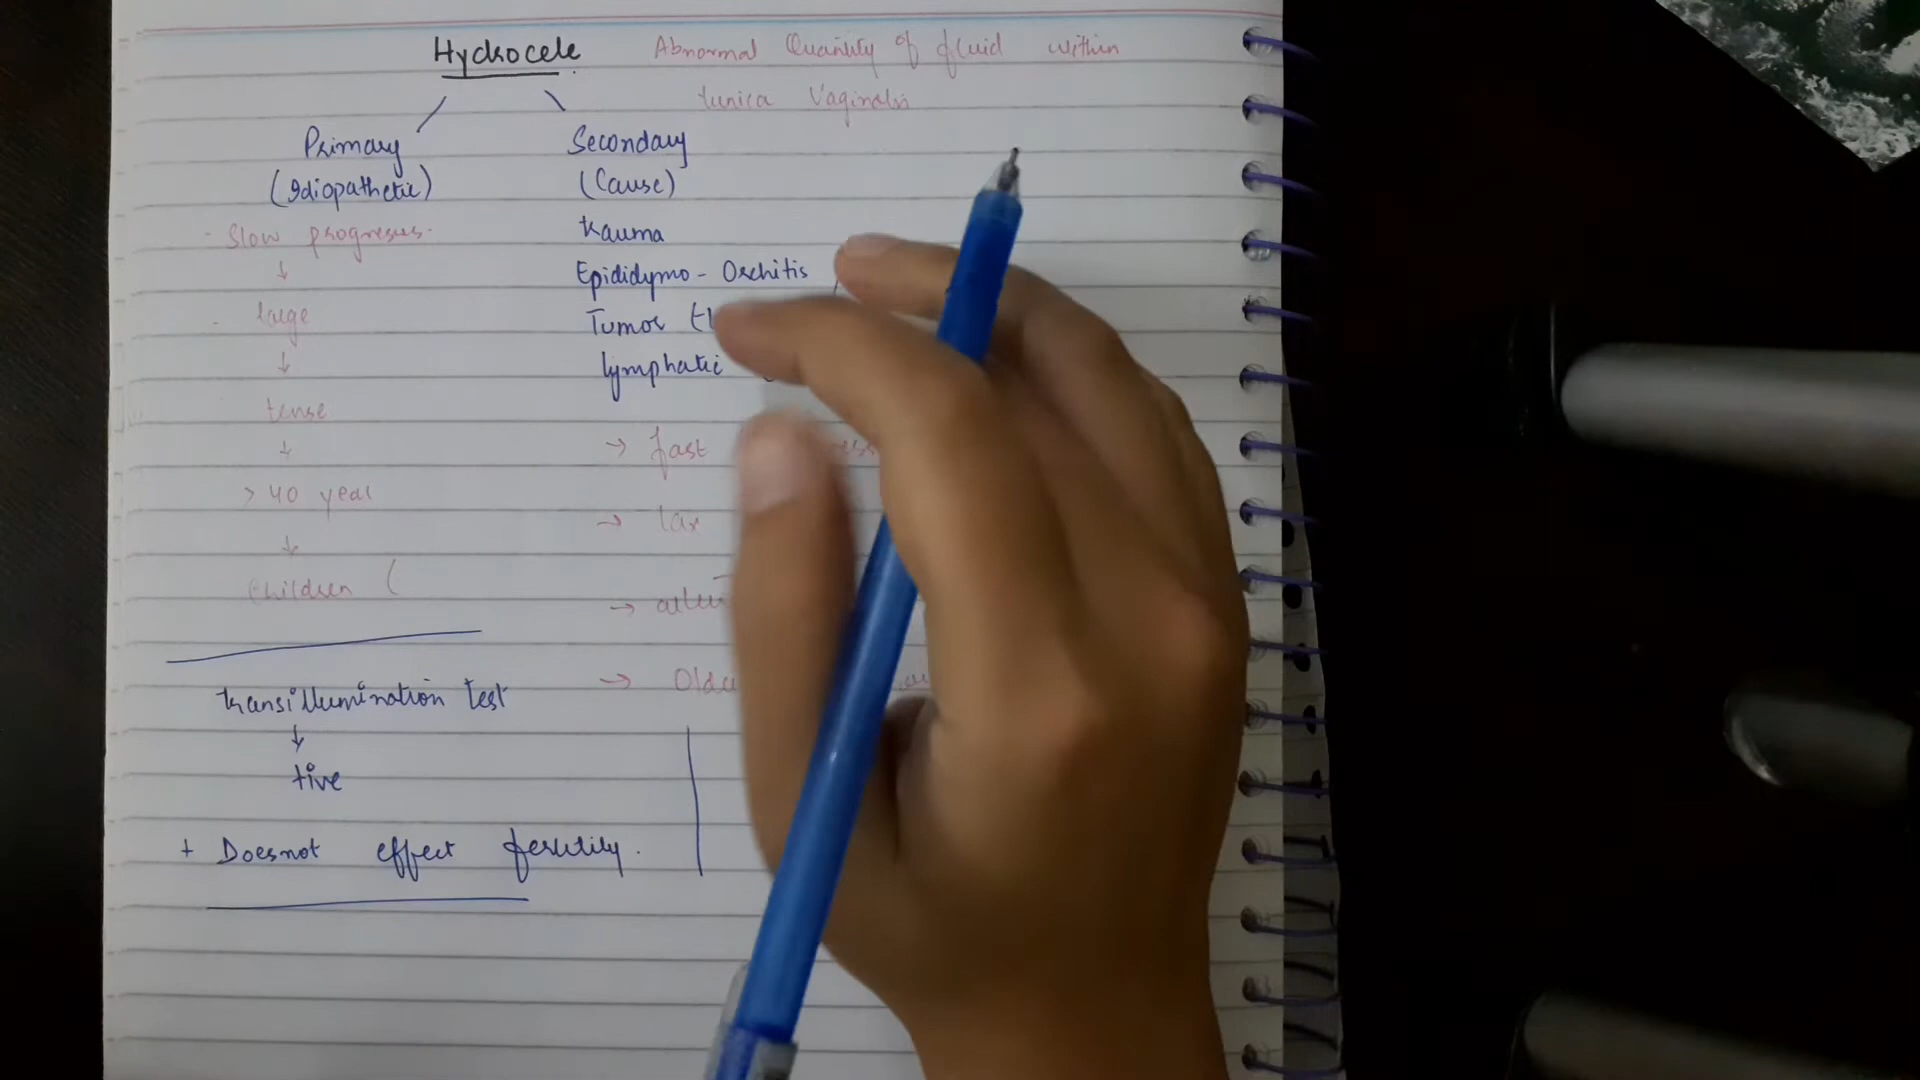 Hydrocele Abnormal Quantity of fluid within
tunica Vaginalis
Primary Secondary
(Idiopathetic) (Cause)
- Slow progresses. trauma
↓ Epididymo - Orchitis
- large Tumor
↓ lymphatic
tense
↓ → fast
> 40 year → lax
↓
Children ( →
transillumination test →
↓
+ive
+ Doesnot effect fertility.